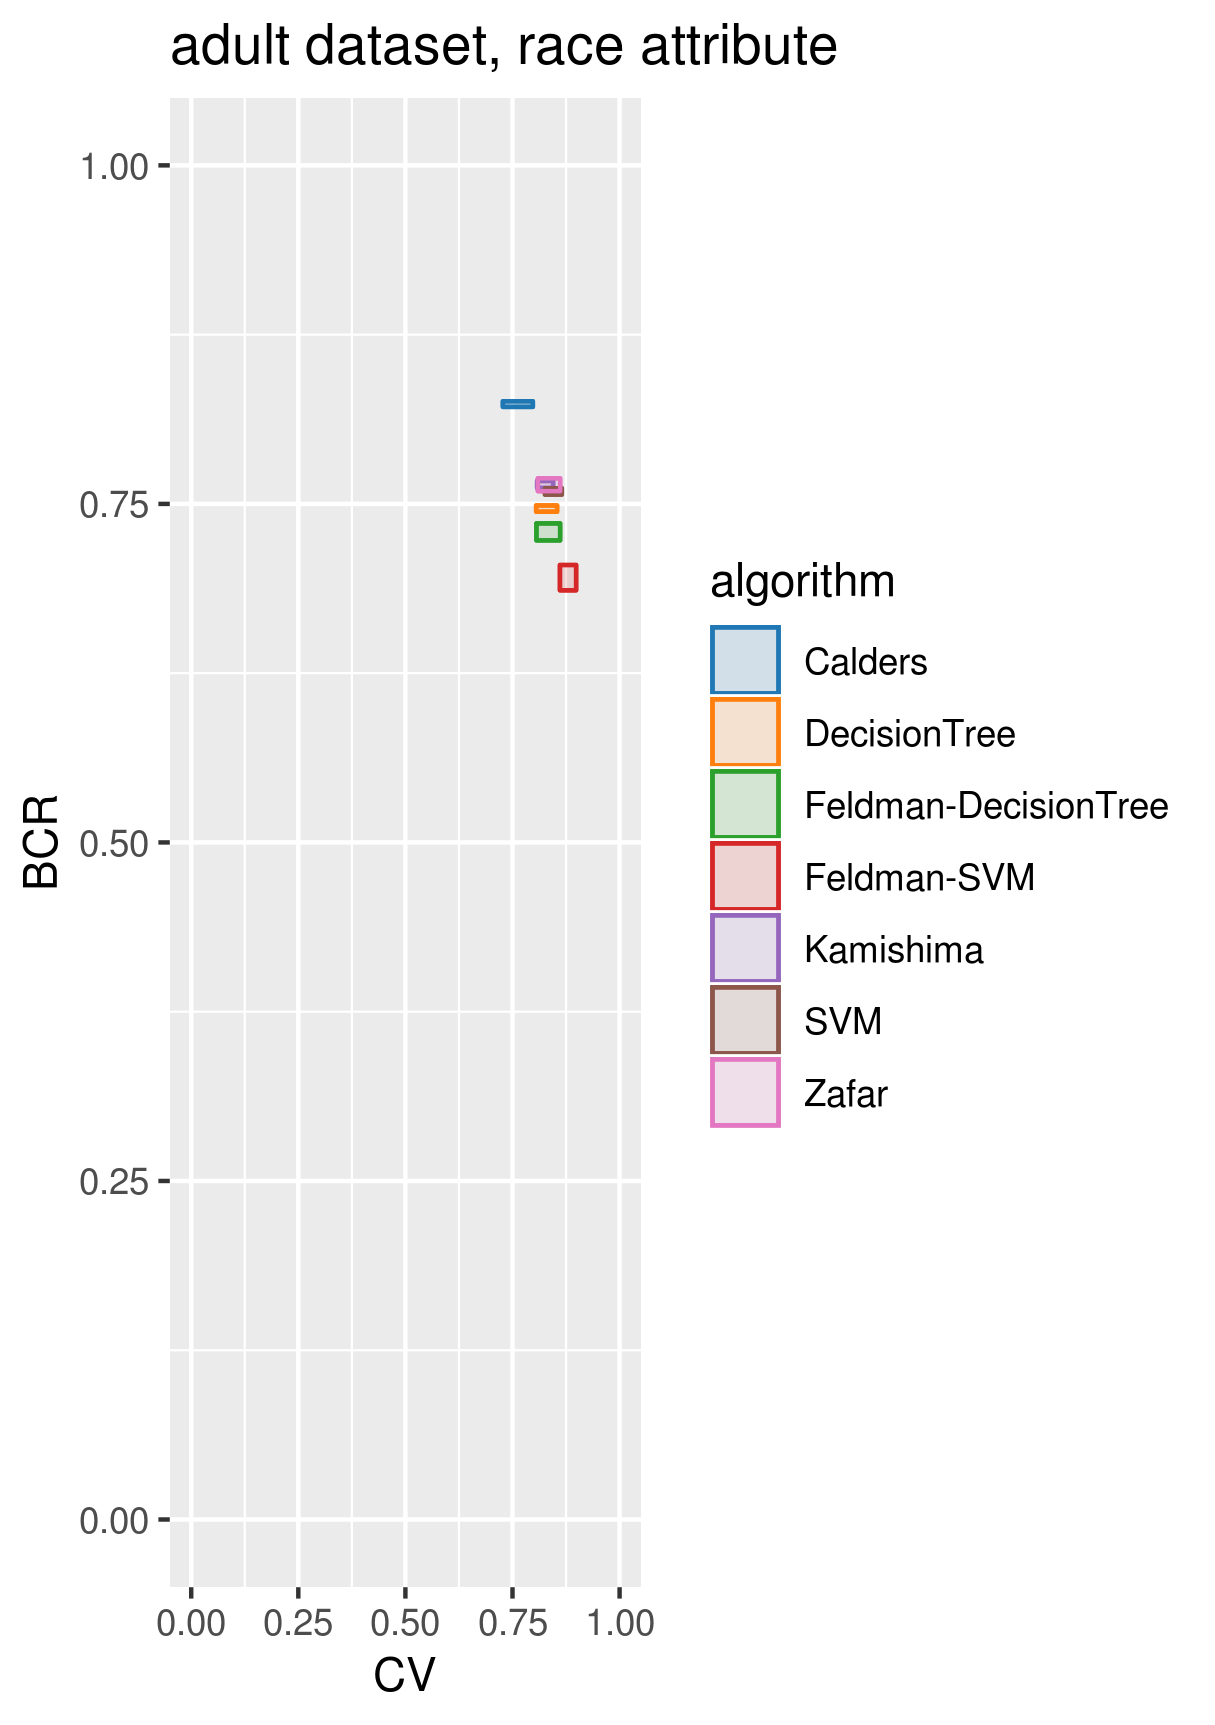 adult dataset, race attribute
1.00
0.75
0.50
0.25
0.00
BCR
0.00 0.25 0.50 0.75 1.00
CV
algorithm
Calders
DecisionTree
Feldman-DecisionTree
Feldman-SVM
Kamishima
SVM
Zafar